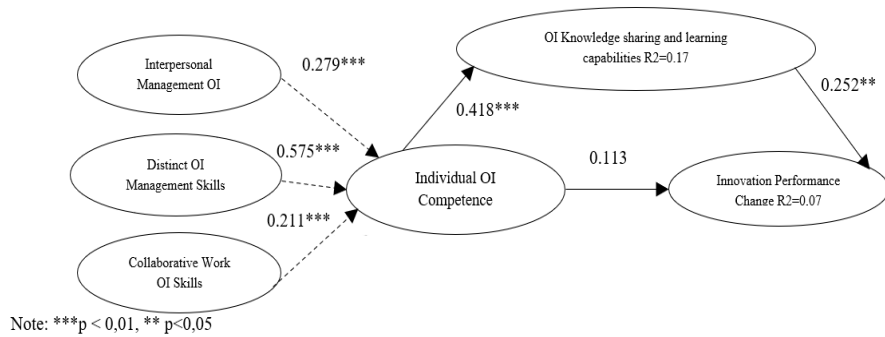 OI Knowledge sharing and learning
capabilities R2=0.17
Interpersonal
Management OI
0.279***
0.252**
0.418***
Distinct OI
Management Skills
0.575***
Individual OI
Competence
0.113
Innovation Performance
Change R2=0.07
0.211***
Collaborative Work
OI Skills
Note: ***p < 0,01, ** p<0,05